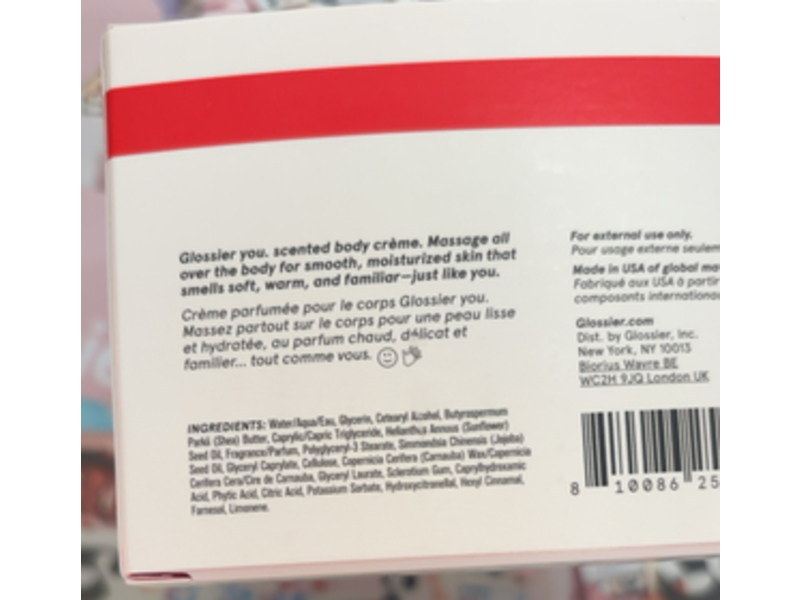 Glossier you. scented body crème. Massage all
over the body for smooth, moisturized skin that
smells soft, warm, and familiar—just like you.
Crème parfumée pour le corps Glossier you.
Massez partout sur le corps pour une peau lisse
et hydratée, au parfum chaud, délicat et
familier... tout comme vous.
INGREDIENTS: Water/Aqua/Eau, Glycerin, Cetearyl Alcohol, Butyrospermum
Parkii (Shea) Butter, Caprylic/Capric Triglyceride, Helianthus Annuus (Sunflower)
Seed Oil, Fragrance/Parfum, Polyglyceryl-3 Stearate, Simmondsia Chinensis (Jojoba)
Seed Oil, Glyceryl Caprylate, Cellulose, Copernicia Cerifera (Carnauba) Wax/Copernicia
Cerifera Cera/Cire de Carnauba, Glyceryl Laurate, Sclerotium Gum, Caprylhydroxamic
Acid, Phytic Acid, Citric Acid, Potassium Sorbate, Hydroxycitronellal, Hexyl Cinnamal,
Farnesol, Limonene.
For external use only.
Pour usage externe seulem
Made in USA of global ma
Fabriqué aux USA à partir
composants internationau
Glossier.com
Dist. by Glossier, Inc.
New York, NY 10013
Biorius Wavre BE
WC2H 9JQ London UK
8 10086 25